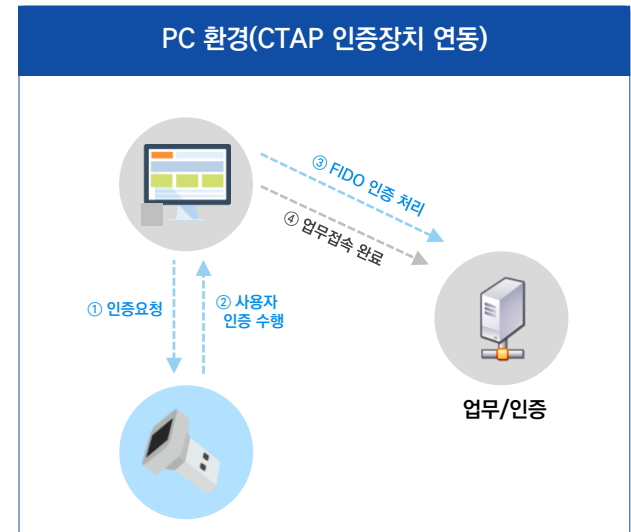 PC 환경(CTAP 인증장치 연동)
③ FIDO 인증 처리
④ 업무접속 완료
① 인증요청
② 사용자
인증 수행
업무/인증